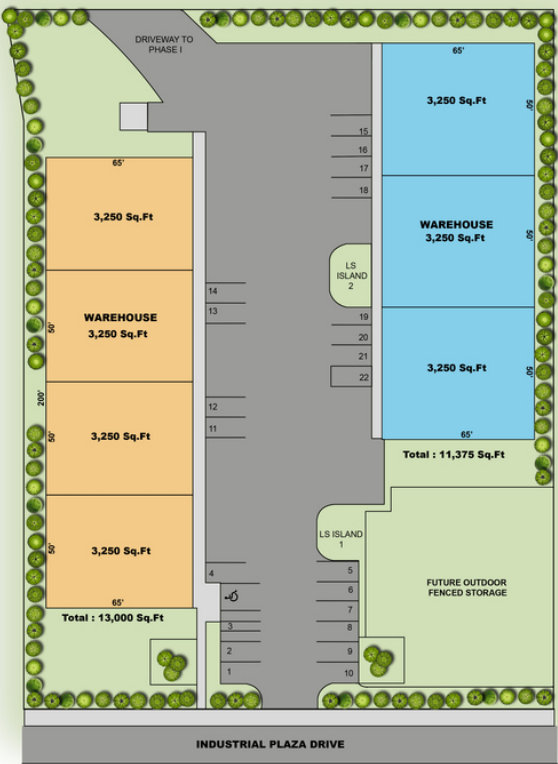 DRIVEWAY TO
PHASE I
65'
3,250 Sq.Ft
50'
15
16
17
18
65'
3,250 Sq.Ft
WAREHOUSE
3,250 Sq.Ft
50'
LS
ISLAND
2
14
13
WAREHOUSE
3,250 Sq.Ft
50'
19
20
21
22
3,250 Sq.Ft
50'
200'
12
11
3,250 Sq.Ft
50'
65'
Total : 11,375 Sq.Ft
3,250 Sq.Ft
50'
65'
Total : 13,000 Sq.Ft
LS ISLAND
1
4
3
2
1
5
6
7
8
9
10
FUTURE OUTDOOR
FENCED STORAGE
INDUSTRIAL PLAZA DRIVE